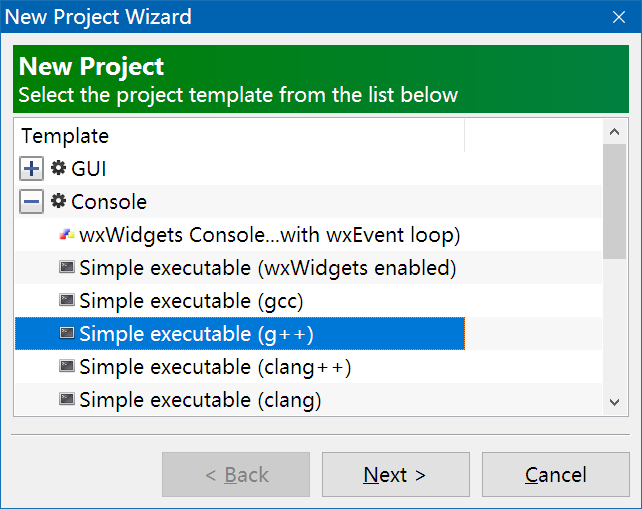 New Project Wizard
New Project
Select the project template from the list below
Template
GUI
Console
wxWidgets Console...with wxEvent loop)
Simple executable (wxWidgets enabled)
Simple executable (gcc)
Simple executable (g++)
Simple executable (clang++)
Simple executable (clang)
< Back
Next >
Cancel